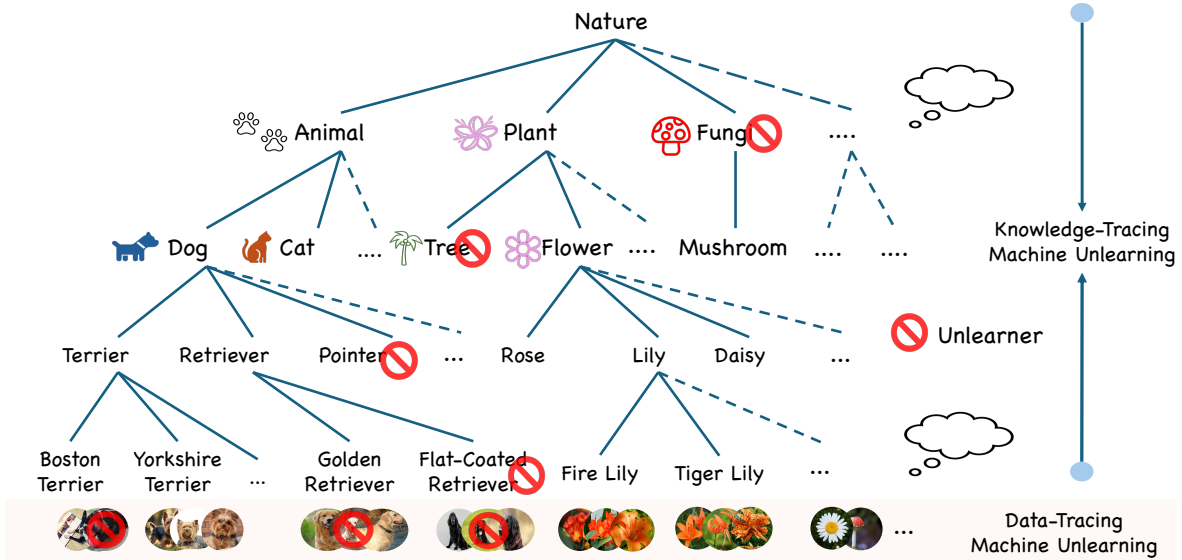 Nature
Animal
Plant
Fungi
....
Dog
Cat
....
Tree
Flower
....
Mushroom
....
....
Knowledge-Tracing
Machine Unlearning
Unlearner
Terrier
Retriever
Pointer
...
Rose
Lily
Daisy
...
Boston
Terrier
Yorkshire
Terrier
...
Golden
Retriever
Flat-Coated
Retriever
Fire Lily
Tiger Lily
...
...
Data-Tracing
Machine Unlearning